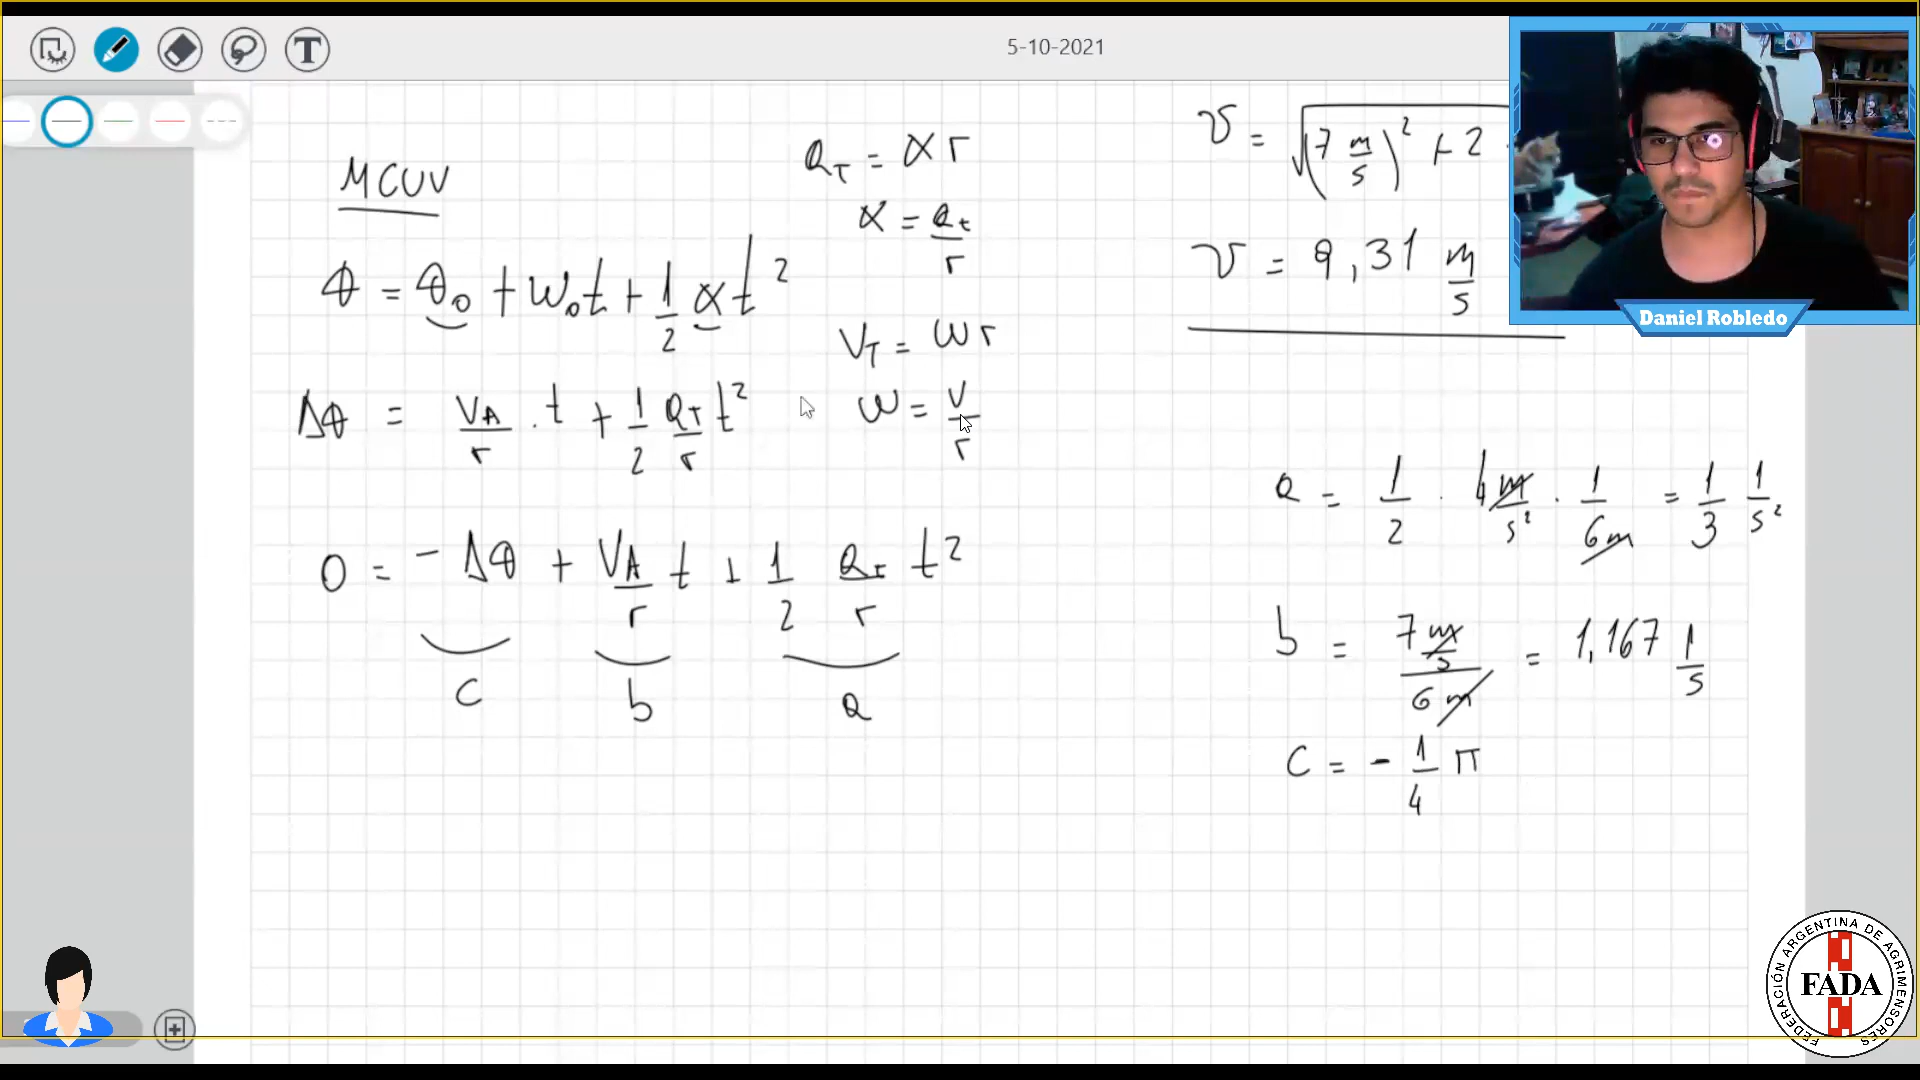 5-10-2021
MCUV
θ = θ₀ + ω₀t + 1/2 α t²
Δθ = VA/r . t + 1/2 aT/r t²
0 = - Δθ + VA/r t + 1/2 at/r t²
c b a
aT = α r
α = at/r
VT = ω r
ω = v/r
v = √(7 m/s)² + 2
v = 9,31 m/s
a = 1/2 . 4 m/s² . 1/6m = 1/3 1/s²
b = 7 m/s / 6 m = 1,167 1/s
c = - 1/4 π
Daniel Robledo
FEDERACIÓN ARGENTINA DE AGRIMENSORES
FADA
T